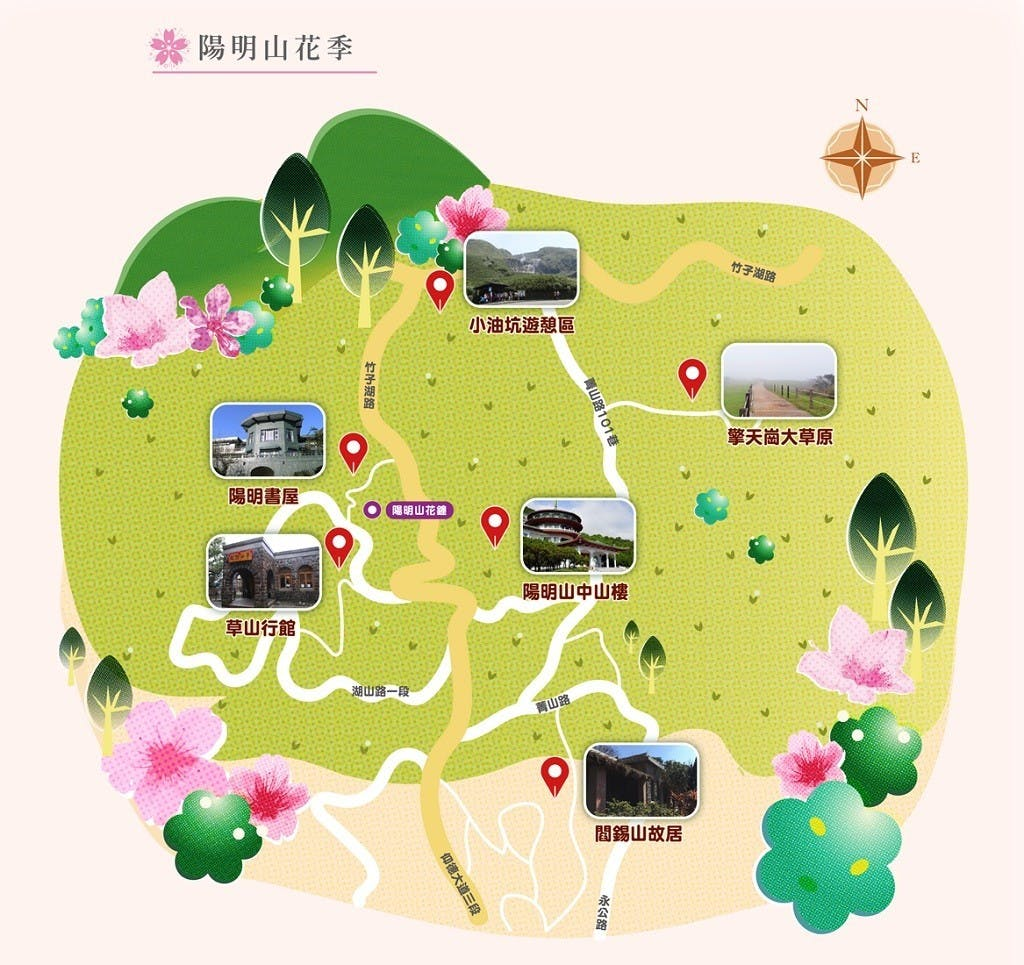 陽明山花季
N
E
竹子湖路
小油坑遊憩區
竹子湖路
菁山路101巷
擎天崗大草原
陽明書屋
陽明山花鐘
草山行館
陽明山中山樓
湖山路一段
菁山路
閻錫山故居
仰德大道三段
永公路